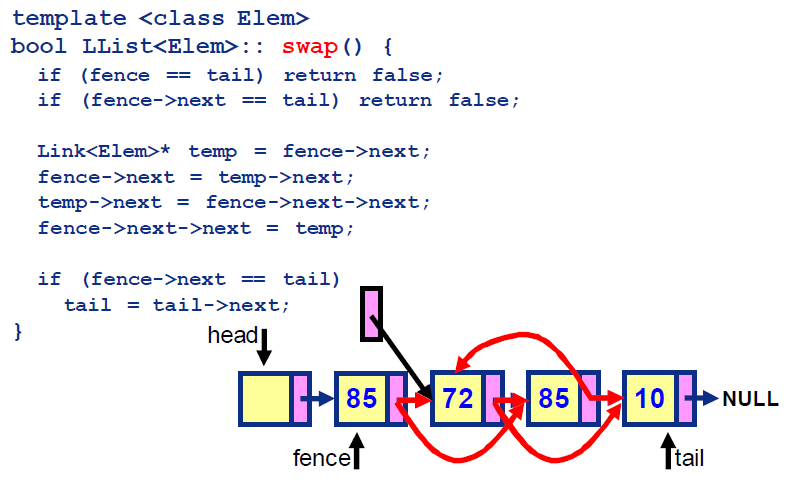 template <class Elem>
bool LList<Elem>:: swap() {
if (fence == tail) return false;
if (fence->next == tail) return false;
Link<Elem>* temp = fence->next;
fence->next = temp->next;
temp->next = fence->next->next;
fence->next->next = temp;
if (fence->next == tail)
tail = tail->next;
}
head
85 72 85 10 NULL
fence tail